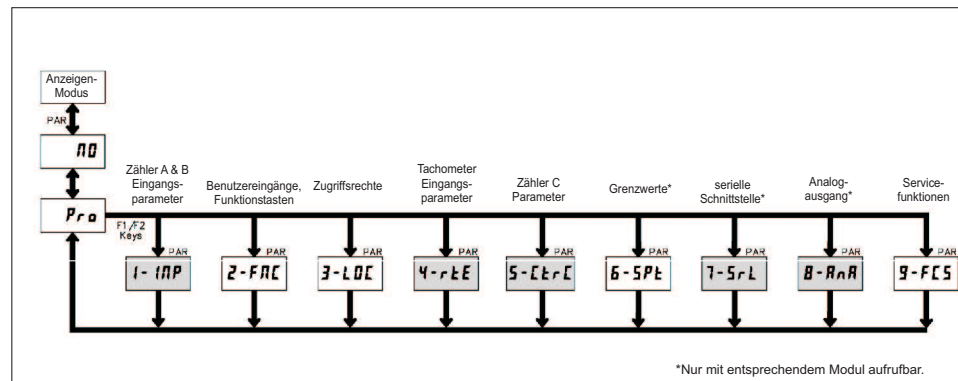 Anzeigen-
Modus
PAR
NO
Pro
F1/F2
Keys
Zähler A & B
Eingangs-
parameter
PAR
1-INP
Benutzereingänge,
Funktionstasten
PAR
2-FNC
Zugriffsrechte
PAR
3-LOC
Tachometer
Eingangs-
parameter
PAR
4-rtE
Zähler C
Parameter
PAR
5-CtrC
Grenzwerte*
PAR
6-SPt
serielle
Schnittstelle*
PAR
7-SrL
Analog-
ausgang*
PAR
8-AnA
Service-
funktionen
PAR
9-FCS
*Nur mit entsprechendem Modul aufrufbar.